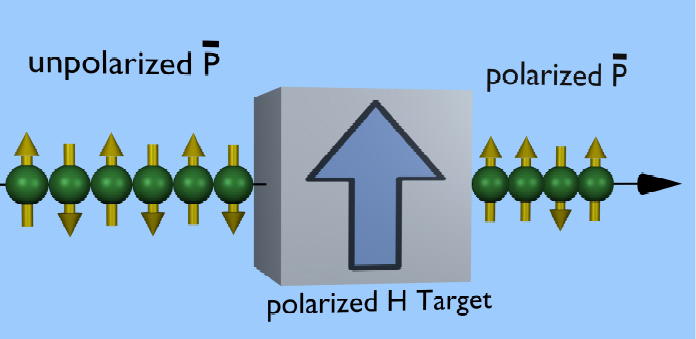 unpolarized P̅
polarized P̅
polarized H Target